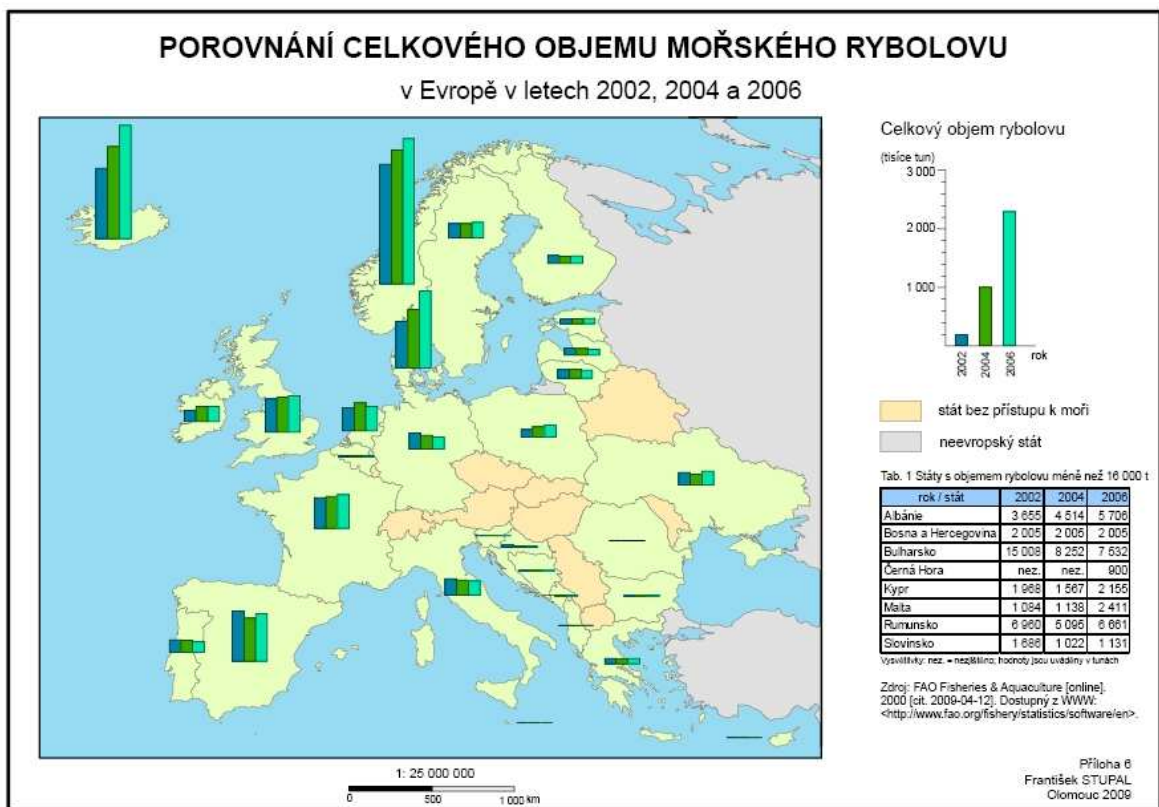 POROVNÁNÍ CELKOVÉHO OBJEMU MOŘSKÉHO RYBOLOVU
v Evropě v letech 2002, 2004 a 2006
Celkový objem rybolovu
(tisíce tun)
3 000
2 000
1 000
2002
2004
2006
rok
stát bez přístupu k moři
neevropský stát
Tab. 1 Státy s objemem rybolovu méně než 16 000 t
rok / stát 2002 2004 2006
Albánie 3 655 4 514 5 706
Bosna a Hercegovina 2 005 2 005 2 005
Bulharsko 15 008 8 252 7 532
Černá Hora nez. nez. 900
Kypr 1 968 1 567 2 155
Malta 1 084 1 138 2 411
Rumunsko 6 960 5 095 6 661
Slovinsko 1 686 1 022 1 131
Vysvětlivky: nez. = nezjištěno; hodnoty jsou uváděny v tunách
Zdroj: FAO Fisheries & Aquaculture [online].
2000 [cit. 2009-04-12]. Dostupný z WWW:
<http://www.fao.org/fishery/statistics/software/en>.
1: 25 000 000
0 500 1 000 km
Příloha 6
František STUPAL
Olomouc 2009